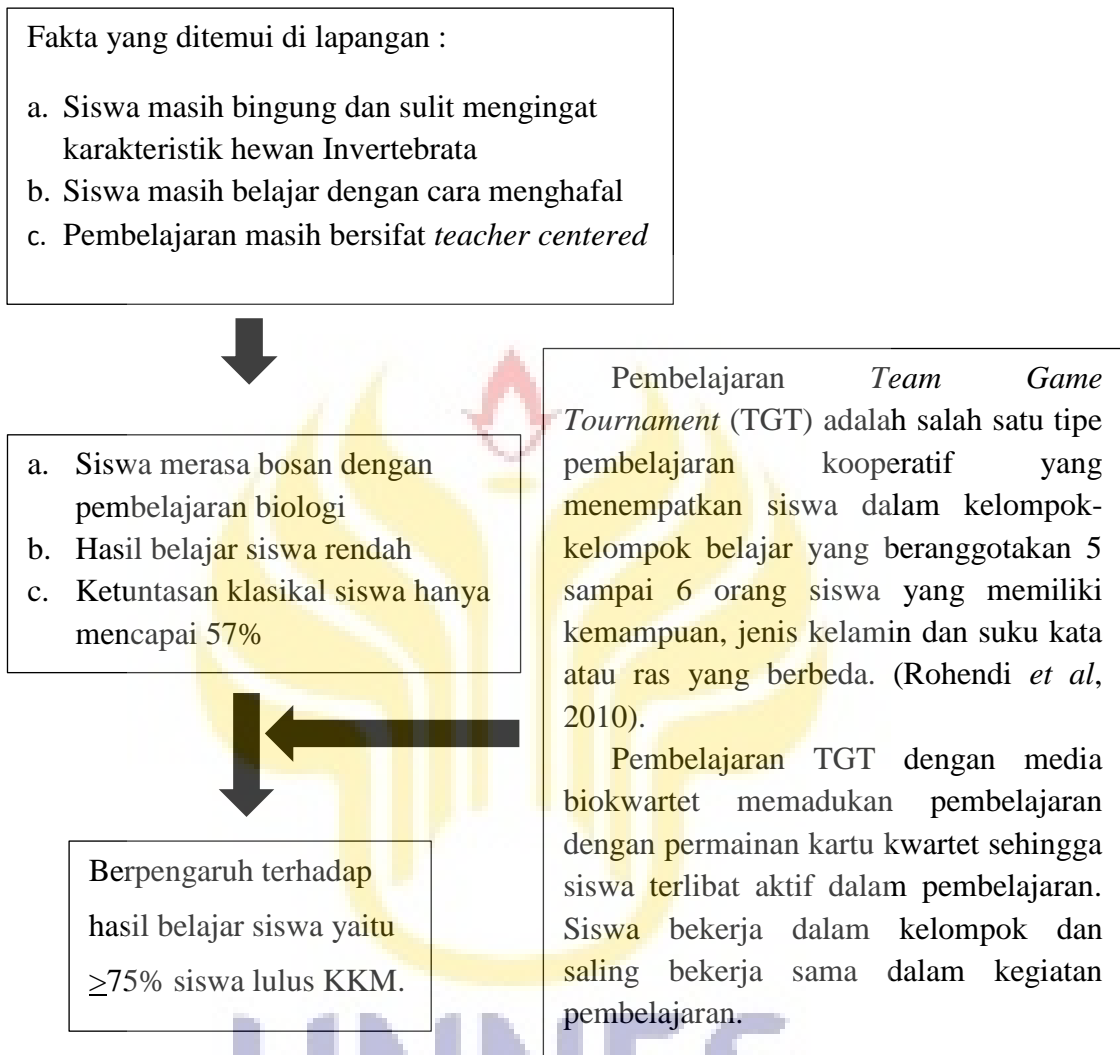 Fakta yang ditemui di lapangan :
a. Siswa masih bingung dan sulit mengingat
karakteristik hewan Invertebrata
b. Siswa masih belajar dengan cara menghafal
c. Pembelajaran masih bersifat teacher centered
a. Siswa merasa bosan dengan
pembelajaran biologi
b. Hasil belajar siswa rendah
c. Ketuntasan klasikal siswa hanya
mencapai 57%
Pembelajaran Team Game
Tournament (TGT) adalah salah satu tipe
pembelajaran kooperatif yang
menempatkan siswa dalam kelompok-
kelompok belajar yang beranggotakan 5
sampai 6 orang siswa yang memiliki
kemampuan, jenis kelamin dan suku kata
atau ras yang berbeda. (Rohendi et al,
2010).
Pembelajaran TGT dengan media
biokwartet memadukan pembelajaran
dengan permainan kartu kwartet sehingga
siswa terlibat aktif dalam pembelajaran.
Siswa bekerja dalam kelompok dan
saling bekerja sama dalam kegiatan
pembelajaran.
Berpengaruh terhadap
hasil belajar siswa yaitu
≥75% siswa lulus KKM.